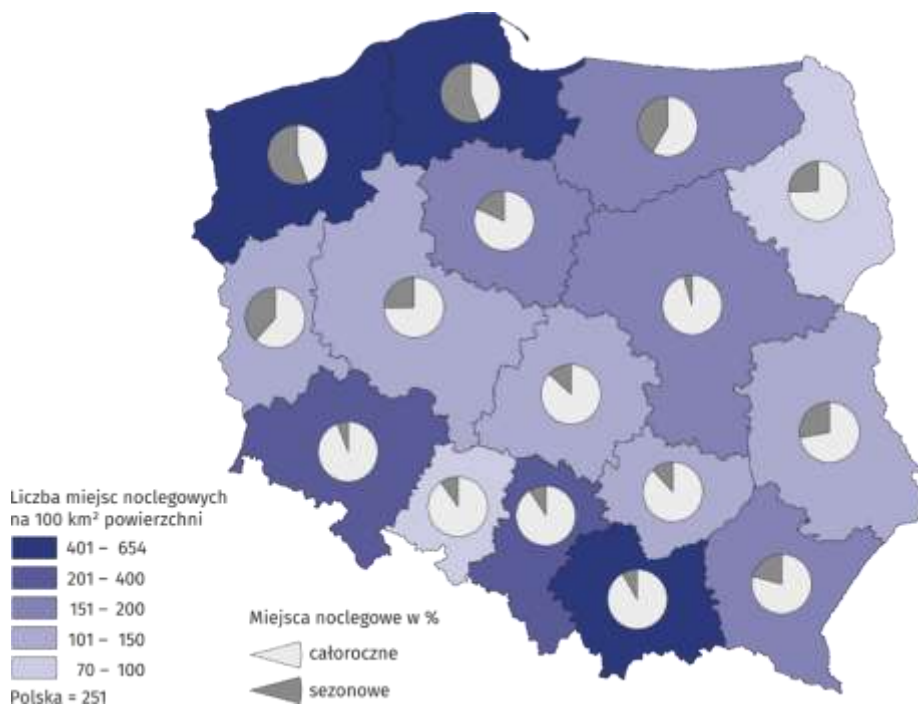 Liczba miejsc noclegowych
na 100 km² powierzchni
401 – 654
201 – 400
151 – 200
101 – 150
70 – 100
Polska = 251
Miejsca noclegowe w %
całoroczne
sezonowe